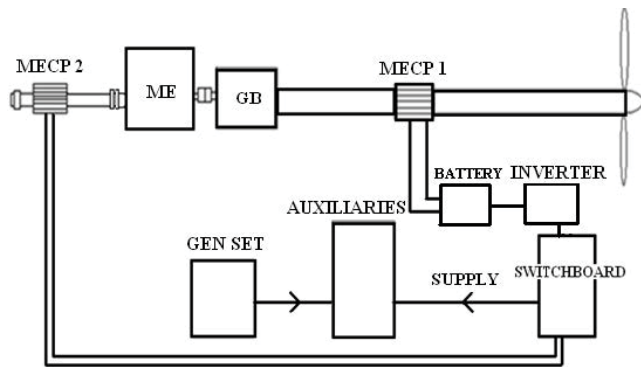 MECP 2
ME
GB
MECP 1
BATTERY
INVERTER
AUXILIARIES
GEN SET
SUPPLY
SWITCHBOARD